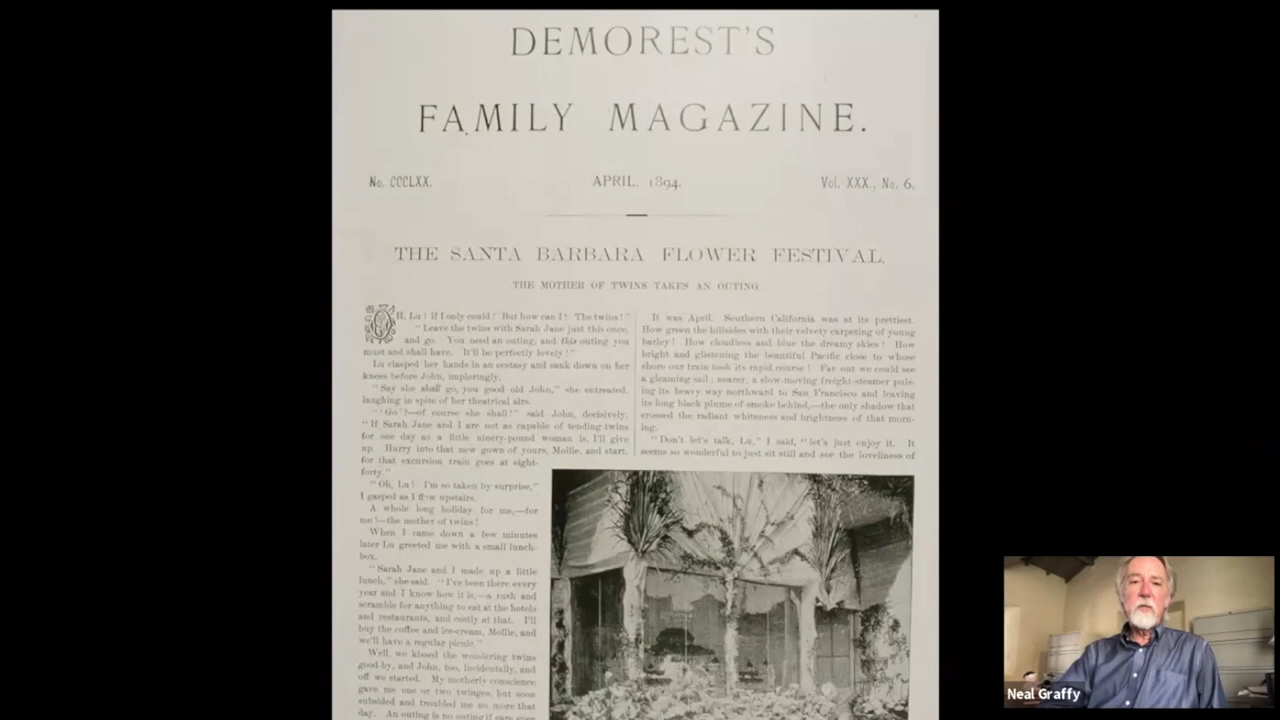 DEMOREST'S
FAMILY MAGAZINE.
No. CCCLXX.
APRIL, 1894.
Vol. XXX., No. 6.
THE SANTA BARBARA FLOWER FESTIVAL.
THE MOTHER OF TWINS TAKES AN OUTING.
OH, Lu! If I only could! But how can I? The twins!"
"Leave the twins with Sarah Jane just this once,
and go. You need an outing, and this outing you
must and shall have. It'll be perfectly lovely!"
Lu clasped her hands in an ecstasy and sank down on her
knees before John, imploringly.
"Say she shall go, you good old John," she entreated,
laughing in spite of her theatrical airs.
"'Go'!—of course she shall!" said John, decisively.
"If Sarah Jane and I are not as capable of tending twins
for one day as a little ninety-pound woman is, I'll give
up. Hurry into that new gown of yours, Mollie, and start,
for that excursion train goes at eight-
forty."
"Oh, Lu! I'm so taken by surprise,"
I gasped as I flew upstairs.
A whole long holiday for me,—for
me!—the mother of twins!
When I came down a few minutes
later Lu greeted me with a small lunch-
box.
"Sarah Jane and I made up a little
lunch," she said. "I've been there every
year and I know how it is,—a rush and
scramble for anything to eat at the hotels
and restaurants, and costly at that. I'll
buy the coffee and ice-cream, Mollie, and
we'll have a regular picnic."
Well, we kissed the wondering twins
good-by, and John, too, incidentally, and
off we started. My motherly conscience
gave me one or two twinges, but soon
subsided and troubled me no more that
day. An outing is no outing if care goes
It was April. Southern California was at its prettiest.
How green the hillsides with their velvety carpeting of young
barley! How cloudless and blue the dreamy skies! How
bright and glistening the beautiful Pacific close to whose
shore our train took its rapid course! Far out we could see
a gleaming sail; nearer, a slow-moving freight-steamer puls-
ing its heavy way northward to San Francisco and leaving
its long black plume of smoke behind,—the only shadow that
crossed the radiant whiteness and brightness of that morn-
ing.
"Don't let's talk, Lu," I said, "let's just enjoy it. It
seems so wonderful to just sit still and see the loveliness of
Neal Graffy